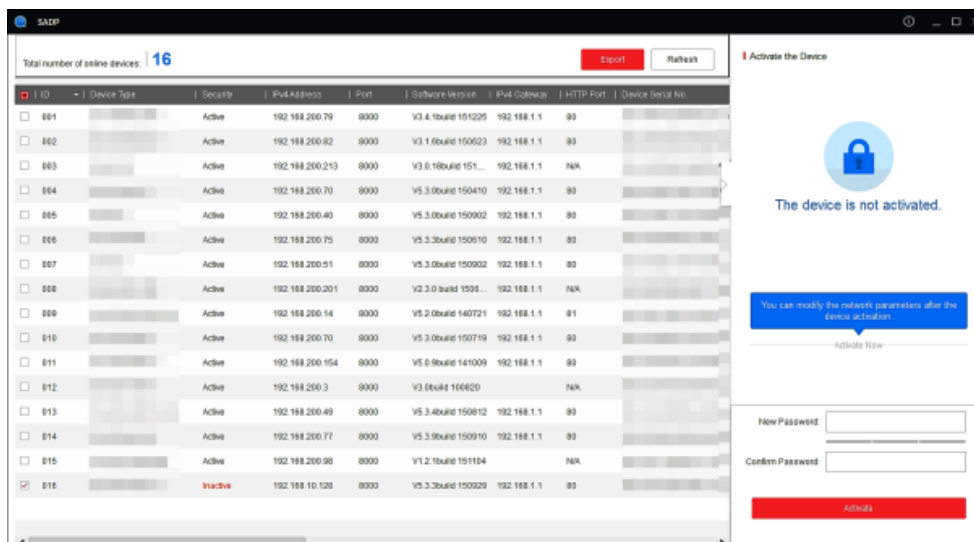 SADP
Total number of online devices: 16
Export
Refresh
ID | Device Type | Security | IPv4 Address | Port | Software Version | IPv4 Gateway | HTTP Port | Device Serial No.
001 Active 192.168.200.79 8000 V3.4.1build 151225 192.168.1.1 80
002 Active 192.168.200.82 8000 V3.1.6build 150623 192.168.1.1 80
003 Active 192.168.200.213 8000 V3.0.18build 151... 192.168.1.1 N/A
004 Active 192.168.200.70 8000 V5.3.0build 150410 192.168.1.1 80
005 Active 192.168.200.40 8000 V5.3.0build 150902 192.168.1.1 80
006 Active 192.168.200.75 8000 V5.3.3build 150610 192.168.1.1 80
007 Active 192.168.200.51 8000 V5.3.0build 150902 192.168.1.1 80
008 Active 192.168.200.201 8000 V2.3.0 build 1506... 192.168.1.1 N/A
009 Active 192.168.200.14 8000 V5.2.0build 140721 192.168.1.1 81
010 Active 192.168.200.70 8000 V5.3.0build 150719 192.168.1.1 80
011 Active 192.168.200.154 8000 V5.0.9build 141009 192.168.1.1 80
012 Active 192.168.200.3 8000 V3.0build 100820 N/A
013 Active 192.168.200.49 8000 V5.3.4build 150812 192.168.1.1 80
014 Active 192.168.200.77 8000 V5.3.9build 150910 192.168.1.1 80
015 Active 192.168.200.98 8000 V1.2.1build 151104 N/A
016 Inactive 192.168.10.128 8000 V5.3.3build 150929 192.168.1.1 80
Activate the Device
The device is not activated.
You can modify the network parameters after the
device activation.
Activate Now
New Password:
Confirm Password:
Activate